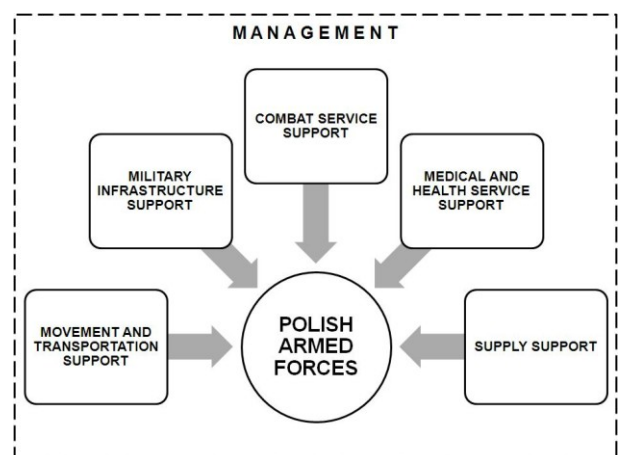 MANAGEMENT
COMBAT SERVICE
SUPPORT
MILITARY
INFRASTRUCTURE
SUPPORT
MEDICAL AND
HEALTH SERVICE
SUPPORT
MOVEMENT AND
TRANSPORTATION
SUPPORT
POLISH
ARMED
FORCES
SUPPLY SUPPORT